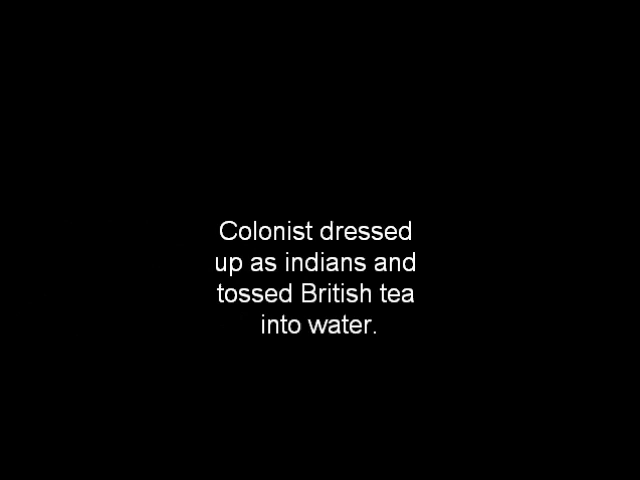 Colonist dressed
up as indians and
tossed British tea
into water.